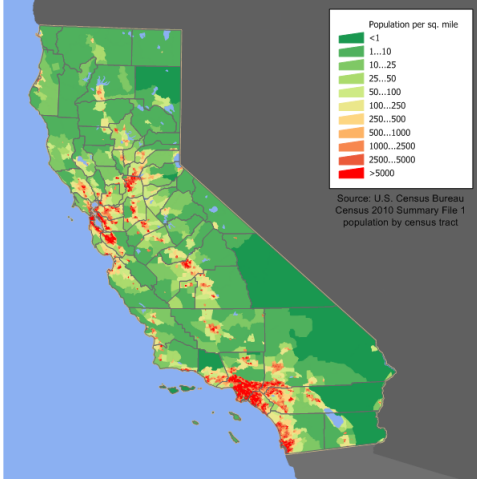 Population per sq. mile
<1
1...10
10...25
25...50
50...100
100...250
250...500
500...1000
1000...2500
2500...5000
>5000
Source: U.S. Census Bureau
Census 2010 Summary File 1
population by census tract